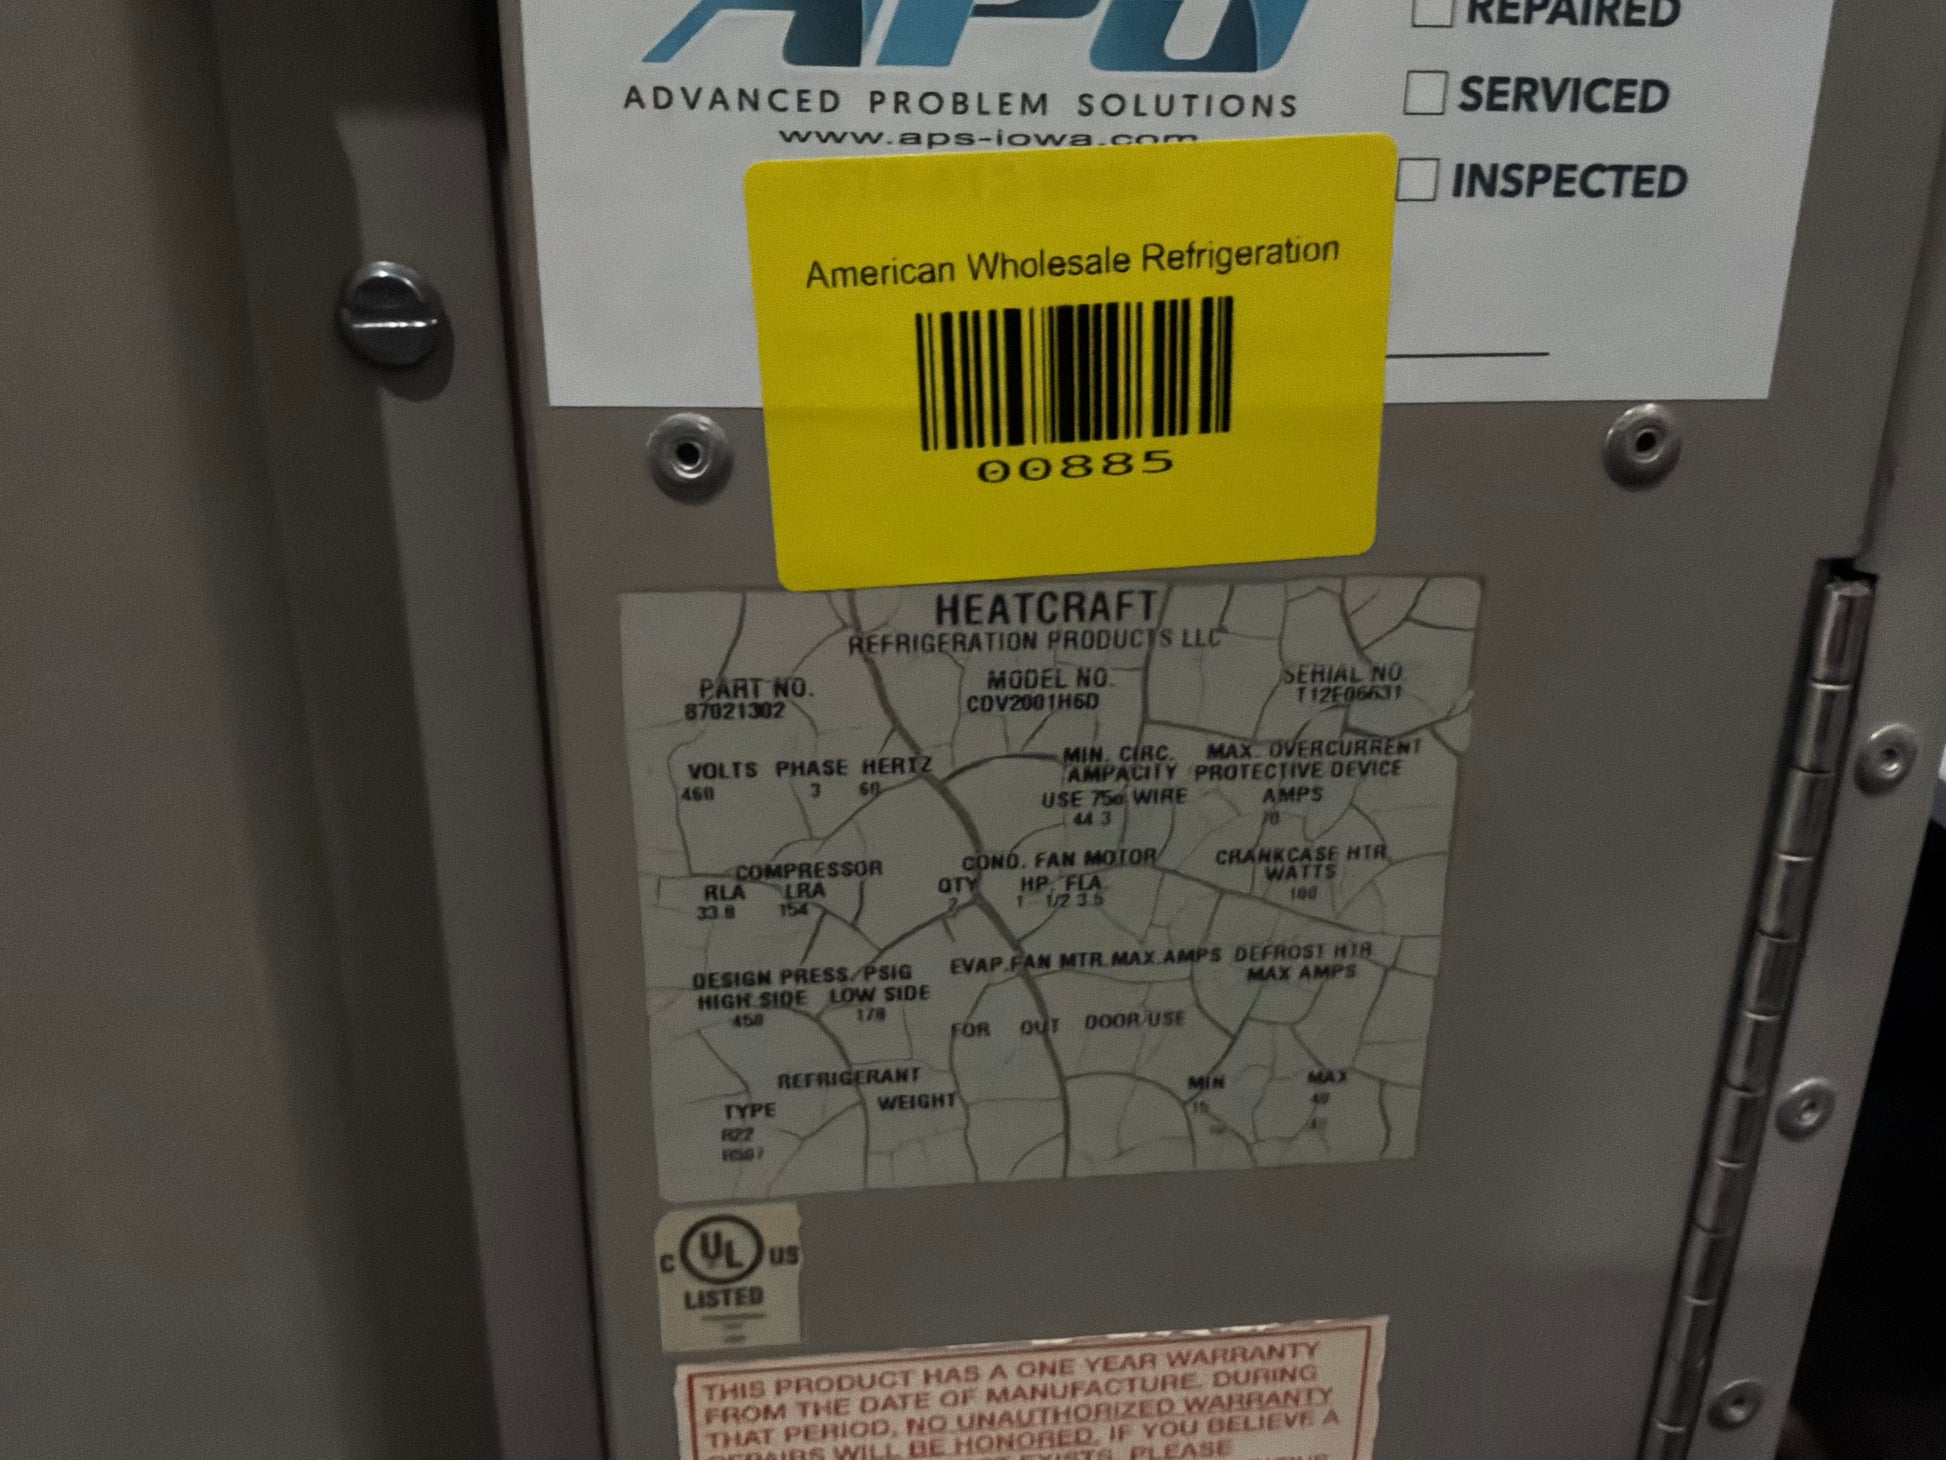 REPAIRED
SERVICED
INSPECTED
ADVANCED PROBLEM SOLUTIONS
www.aps-iowa.com
American Wholesale Refrigeration
00885
HEATCRAFT
REFRIGERATION PRODUCTS LLC
PART NO. MODEL NO. SERIAL NO.
87021302 CDV2001H6D T12E06631
VOLTS PHASE HERTZ MIN. CIRC. MAX. OVERCURRENT
AMPACITY PROTECTIVE DEVICE
460 3 60 USE 75° WIRE AMPS
44.3 70
COMPRESSOR COND. FAN MOTOR CRANKCASE HTR
RLA LRA QTY HP. FLA. WATTS
33.0 154 2 1 1/2 3.5 100
DESIGN PRESS. PSIG EVAP. FAN MTR. MAX. AMPS DEFROST HTR
HIGH SIDE LOW SIDE MAX AMPS
450 170
FOR OUT DOOR USE
REFRIGERANT MIN MAX
TYPE WEIGHT
R22
R507
C UL US
LISTED
THIS PRODUCT HAS A ONE YEAR WARRANTY
FROM THE DATE OF MANUFACTURE. DURING
THAT PERIOD, NO UNAUTHORIZED WARRANTY
REPAIRS WILL BE HONORED. IF YOU BELIEVE A
EXISTS, PLEASE